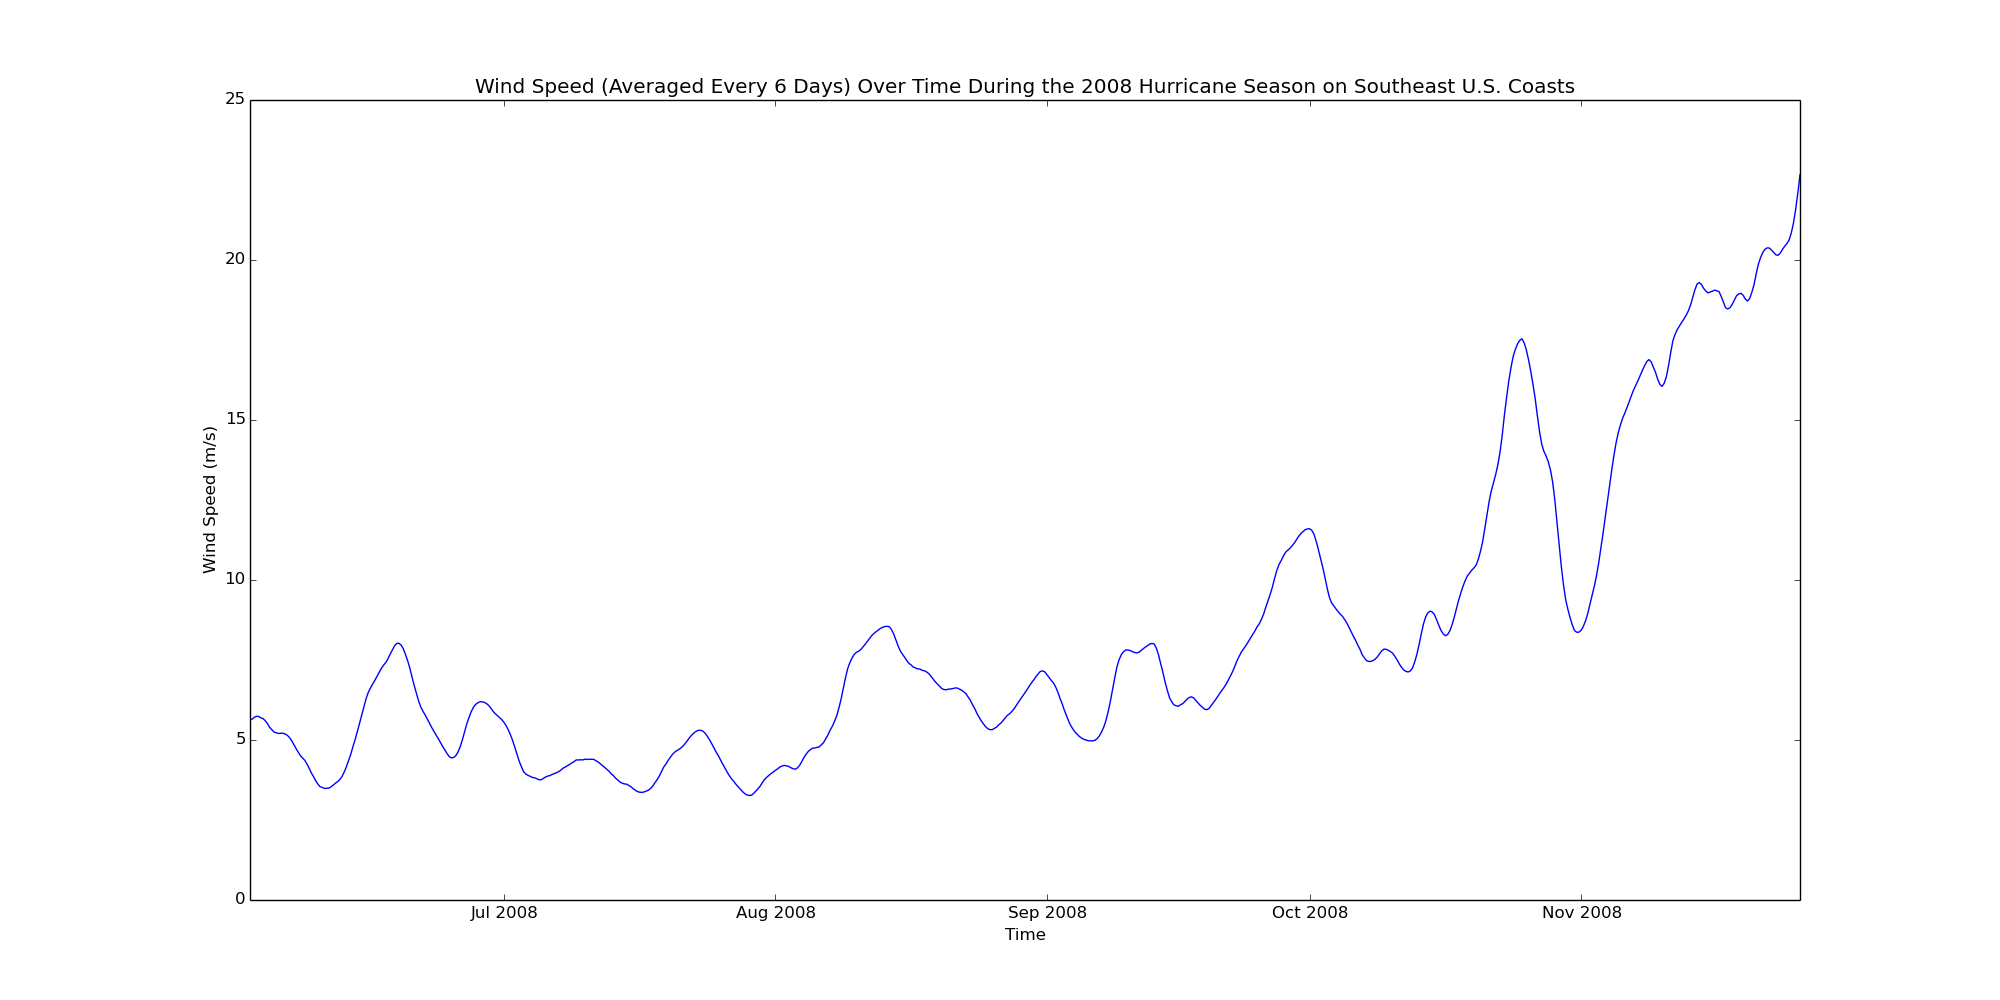 Wind Speed (Averaged Every 6 Days) Over Time During the 2008 Hurricane Season on Southeast U.S. Coasts
25
20
15
10
5
0
Wind Speed (m/s)
Jul 2008 Aug 2008 Sep 2008 Oct 2008 Nov 2008
Time